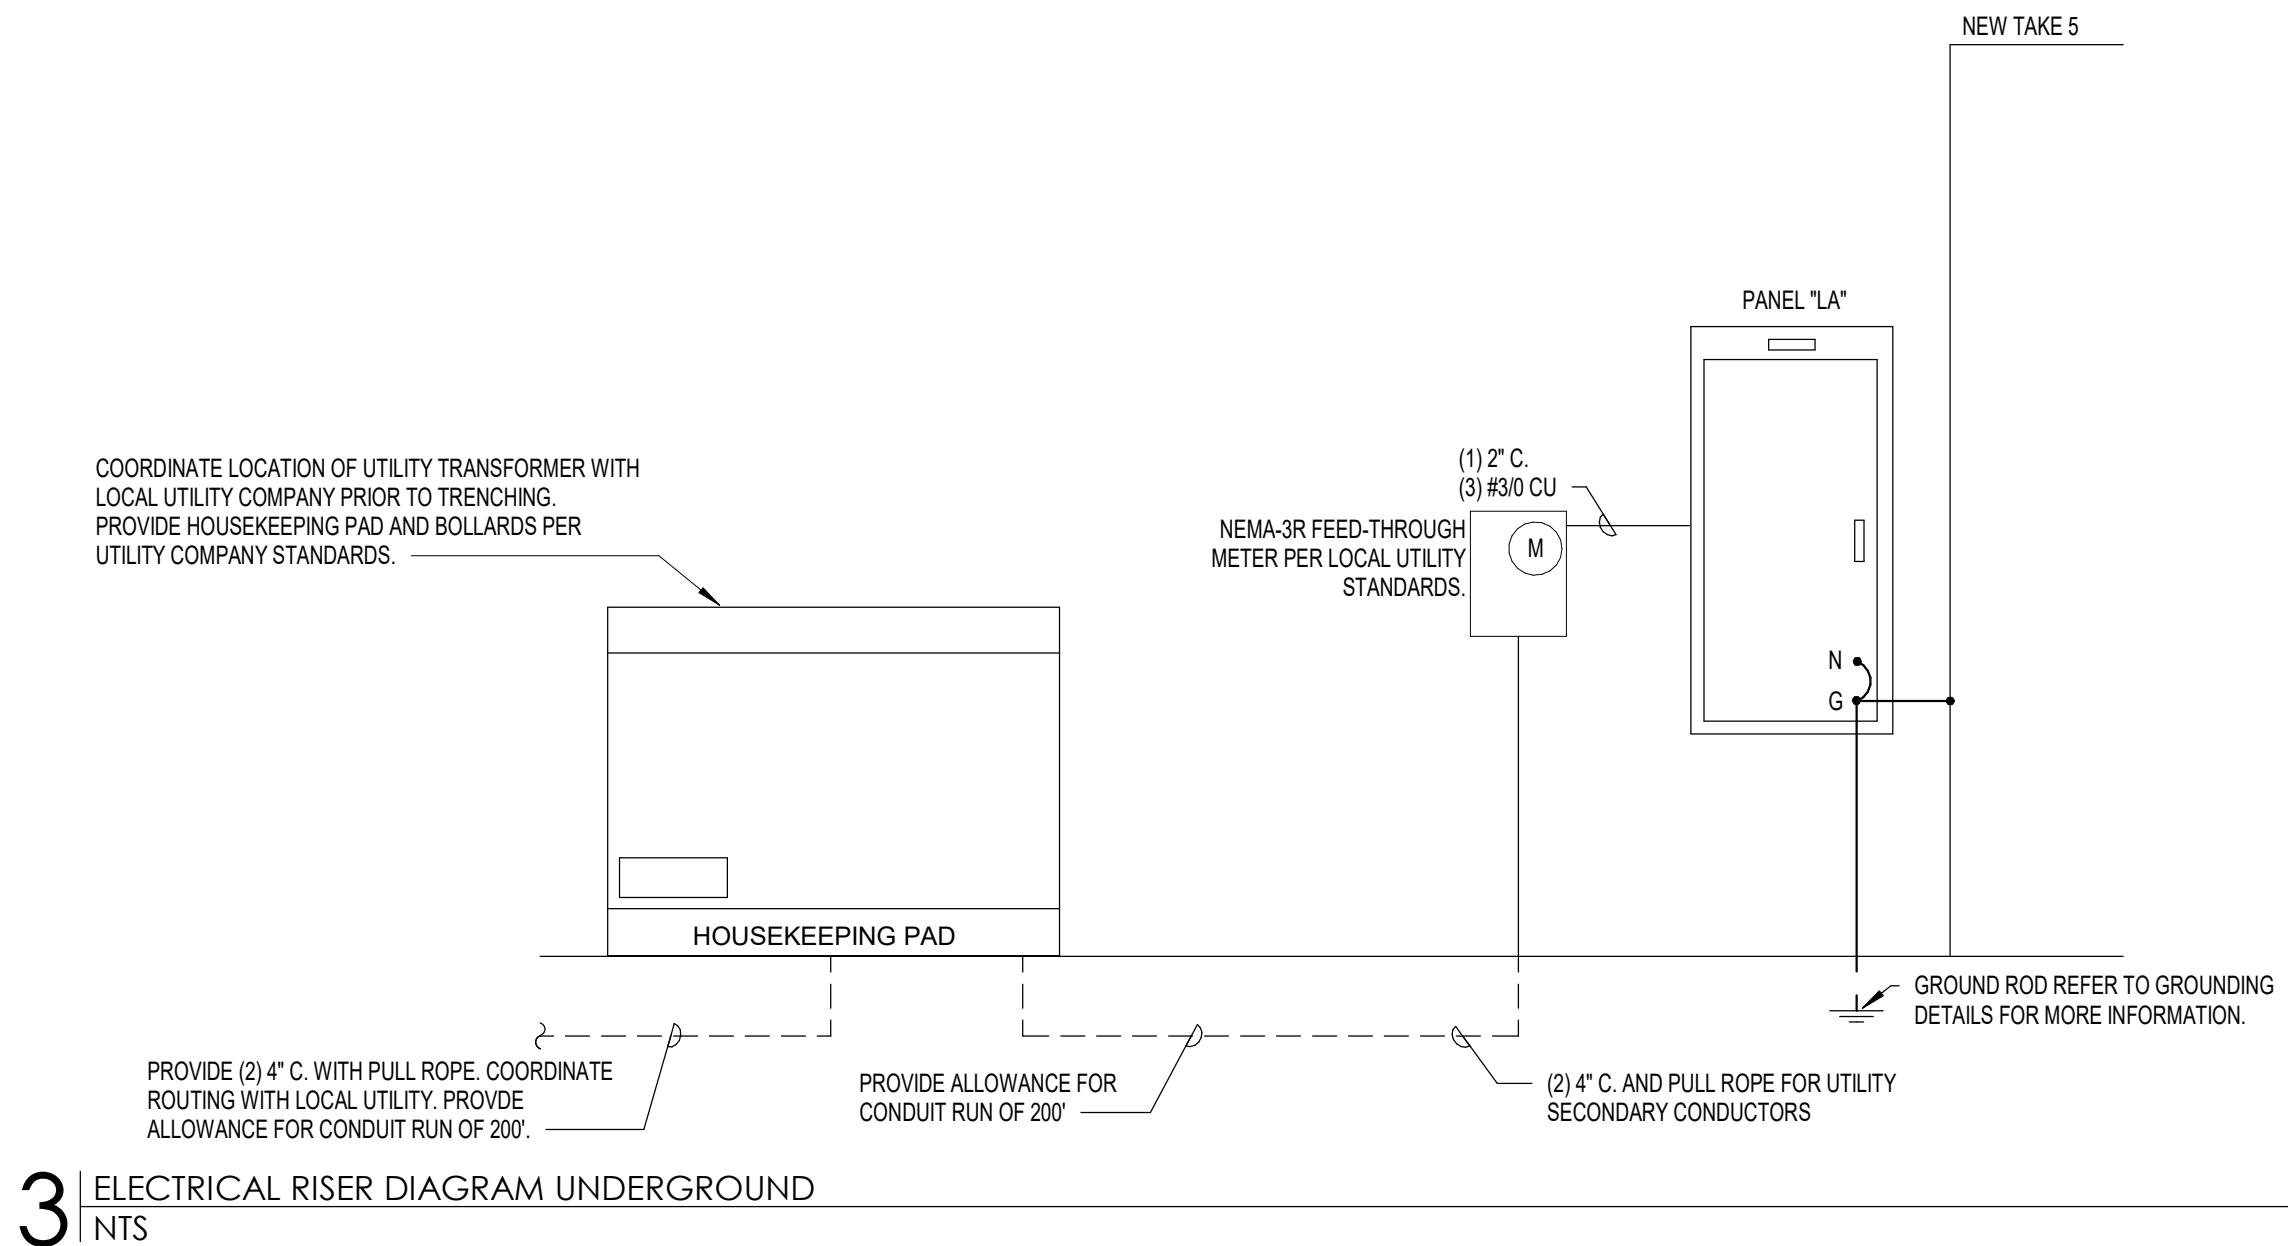 NEW TAKE 5
PANEL "LA"
COORDINATE LOCATION OF UTILITY TRANSFORMER WITH
LOCAL UTILITY COMPANY PRIOR TO TRENCHING.
PROVIDE HOUSEKEEPING PAD AND BOLLARDS PER
UTILITY COMPANY STANDARDS.
(1) 2" C.
(3) #3/0 CU
NEMA-3R FEED-THROUGH
METER PER LOCAL UTILITY
STANDARDS.
M
N
G
HOUSEKEEPING PAD
GROUND ROD REFER TO GROUNDING
DETAILS FOR MORE INFORMATION.
PROVIDE (2) 4" C. WITH PULL ROPE. COORDINATE
ROUTING WITH LOCAL UTILITY. PROVDE
ALLOWANCE FOR CONDUIT RUN OF 200'.
PROVIDE ALLOWANCE FOR
CONDUIT RUN OF 200'
(2) 4" C. AND PULL ROPE FOR UTILITY
SECONDARY CONDUCTORS
3
ELECTRICAL RISER DIAGRAM UNDERGROUND
NTS